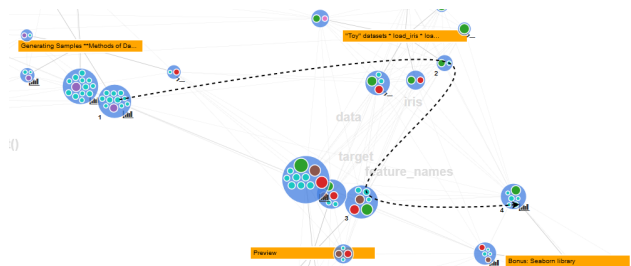 Generating Samples **Methods of Da...
"Toy" datasets * load_iris * loa...
2
1
iris
data
()
target
feature_names
3
4
Preview
Bonus: Seaborn library